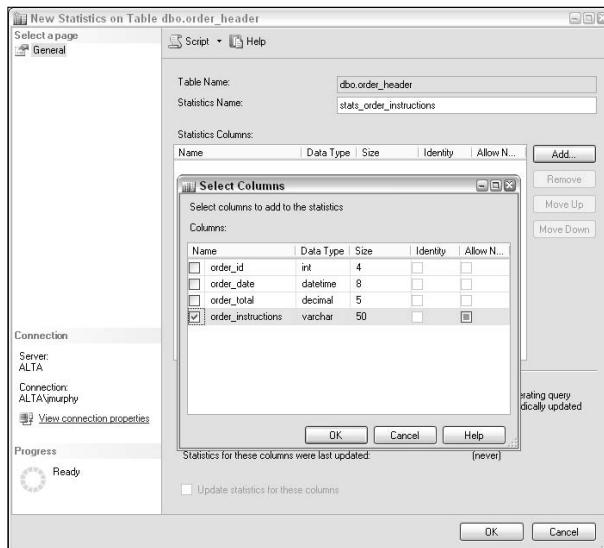 New Statistics on Table dbo.order_header
Select a page
General
Script Help
Table Name: dbo.order_header
Statistics Name: stats_order_instructions
Statistics Columns:
Name Data Type Size Identity Allow N...
Add...
Remove
Move Up
Move Down
Select Columns
Select columns to add to the statistics
Columns:
Name Data Type Size Identity Allow N...
order_id int 4
order_date datetime 8
order_total decimal 5
order_instructions varchar 50
OK Cancel Help
Connection
Server:
ALTA
Connection:
ALTA\jmurphy
View connection properties
Progress
Ready
erating query
dically updated
Statistics for these columns were last updated: (never)
Update statistics for these columns
OK Cancel